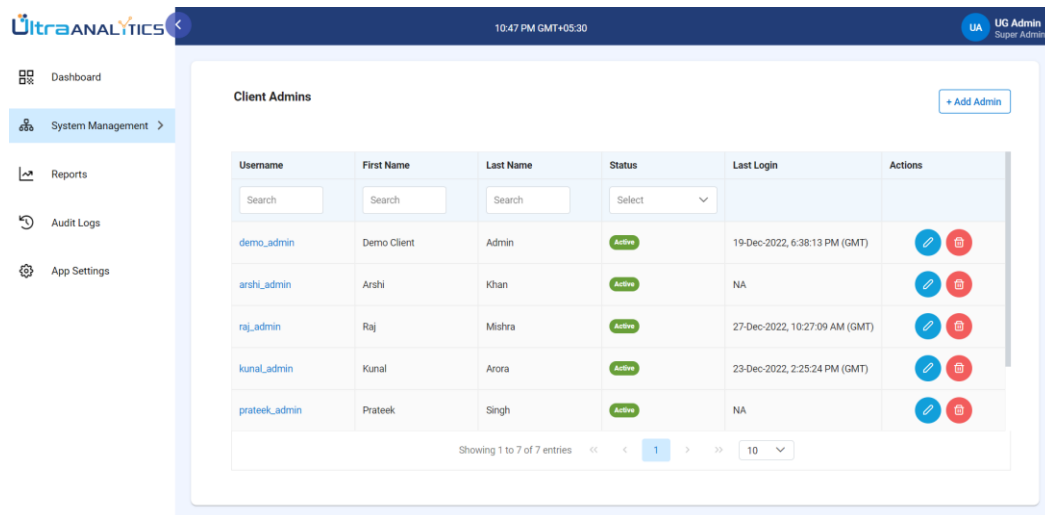 UltraANALYTICS
10:47 PM GMT+05:30
UA
UG Admin
Super Admin
Dashboard
System Management
Reports
Audit Logs
App Settings
Client Admins
+ Add Admin
Username First Name Last Name Status Last Login Actions
Search Search Search Select
demo_admin Demo Client Admin Active 19-Dec-2022, 6:38:13 PM (GMT)
arshi_admin Arshi Khan Active NA
raj_admin Raj Mishra Active 27-Dec-2022, 10:27:09 AM (GMT)
kunal_admin Kunal Arora Active 23-Dec-2022, 2:25:24 PM (GMT)
prateek_admin Prateek Singh Active NA
Showing 1 to 7 of 7 entries << < 1 > >> 10